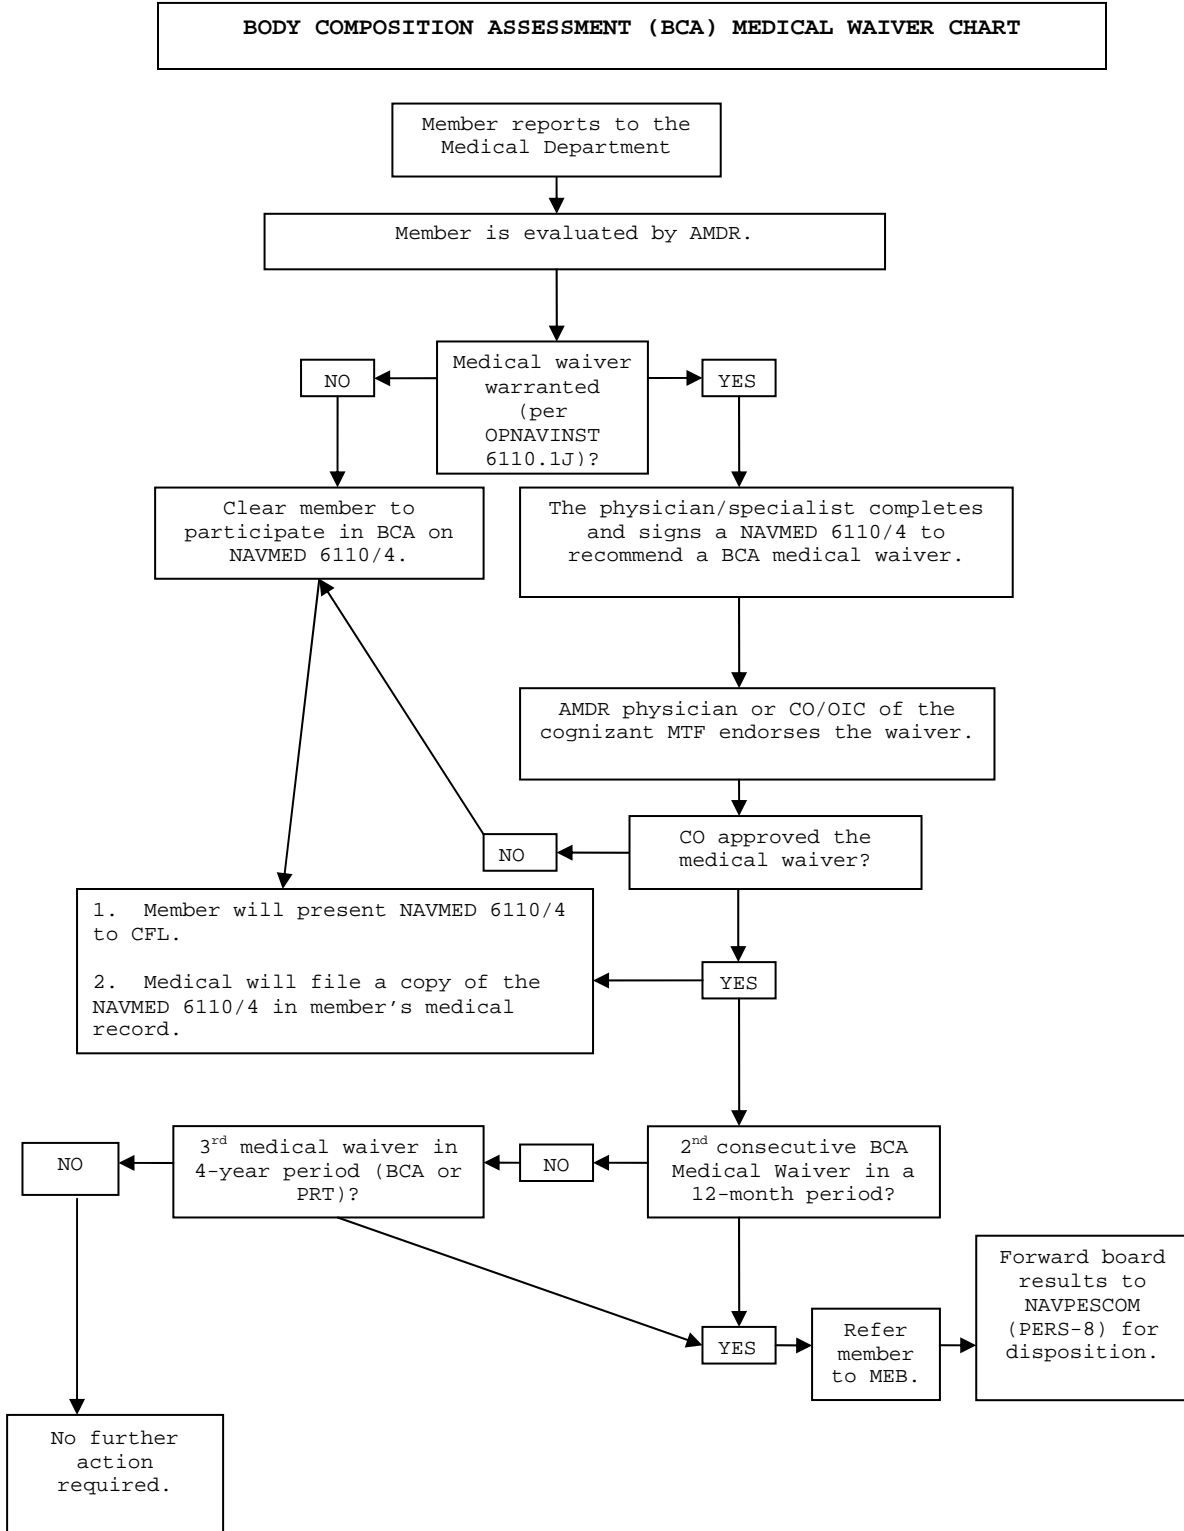 BODY COMPOSITION ASSESSMENT (BCA) MEDICAL WAIVER CHART
Member reports to the
Medical Department
Member is evaluated by AMDR.
Medical waiver
warranted
(per
OPNAVINST
6110.1J)?
NO
YES
Clear member to
participate in BCA on
NAVMED 6110/4.
The physician/specialist completes
and signs a NAVMED 6110/4 to
recommend a BCA medical waiver.
AMDR physician or CO/OIC of the
cognizant MTF endorses the waiver.
CO approved the
medical waiver?
NO
1. Member will present NAVMED 6110/4
to CFL.
2. Medical will file a copy of the
NAVMED 6110/4 in member's medical
record.
YES
2nd consecutive BCA
Medical Waiver in a
12-month period?
NO
3rd medical waiver in
4-year period (BCA or
PRT)?
NO
YES
Refer
member
to MEB.
Forward board
results to
NAVPESCOM
(PERS-8) for
disposition.
No further
action
required.